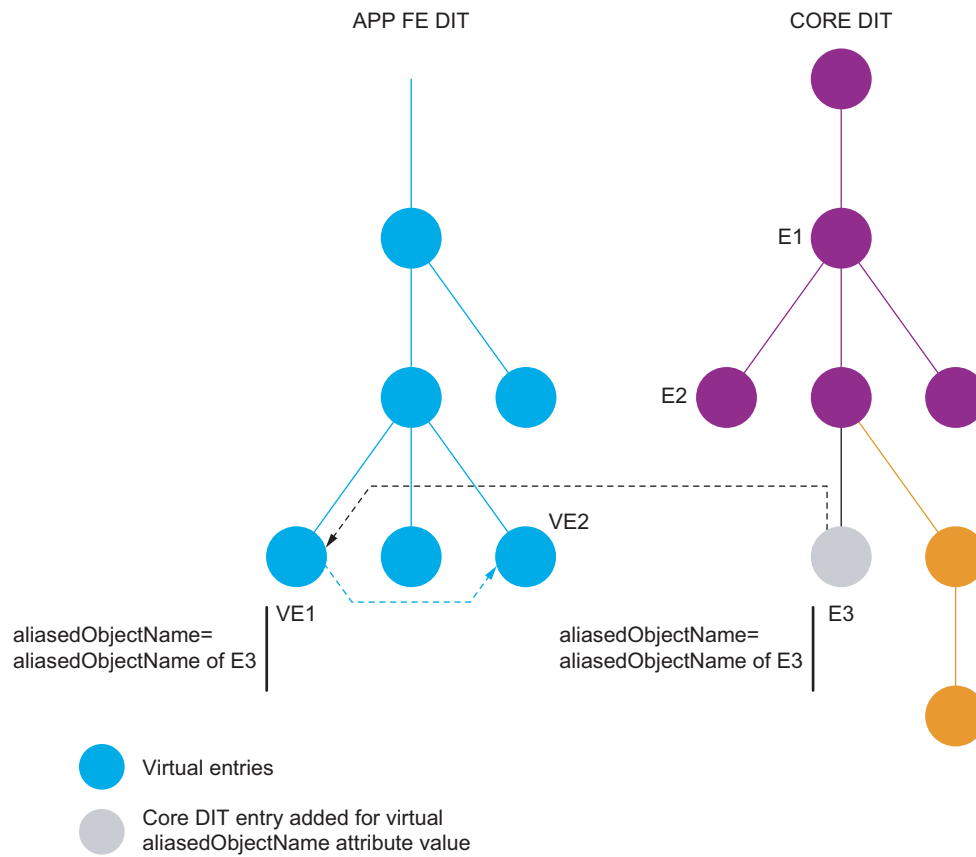 APP FE DIT
CORE DIT
E1
E2
VE2
VE1
E3
aliasedObjectName=
aliasedObjectName of E3
aliasedObjectName=
aliasedObjectName of E3
Virtual entries
Core DIT entry added for virtual
aliasedObjectName attribute value